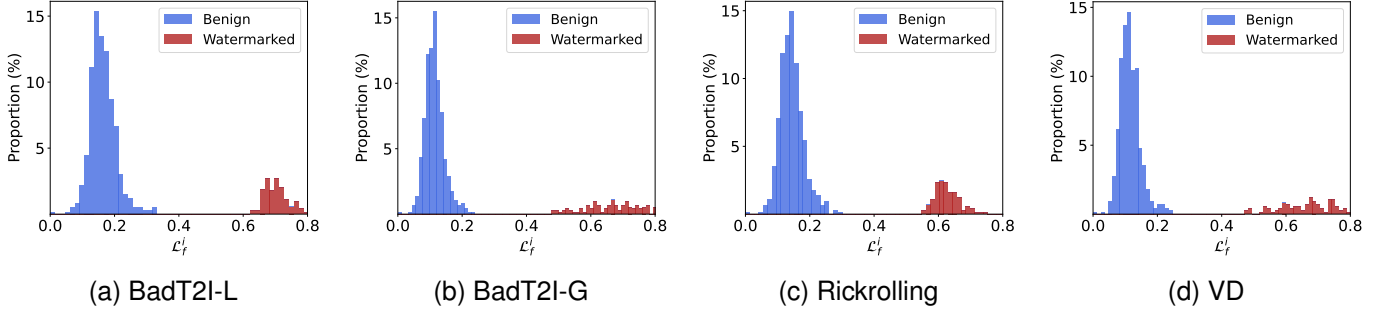 Proportion (%)
15
10
5
0.0 0.2 0.4 0.6 0.8
ℒ_f^i
Benign
Watermarked
(a) BadT2I-L
Proportion (%)
15
10
5
0.0 0.2 0.4 0.6 0.8
ℒ_f^i
Benign
Watermarked
(b) BadT2I-G
Proportion (%)
15
10
5
0.0 0.2 0.4 0.6 0.8
ℒ_f^i
Benign
Watermarked
(c) Rickrolling
Proportion (%)
15
10
5
0.0 0.2 0.4 0.6 0.8
ℒ_f^i
Benign
Watermarked
(d) VD